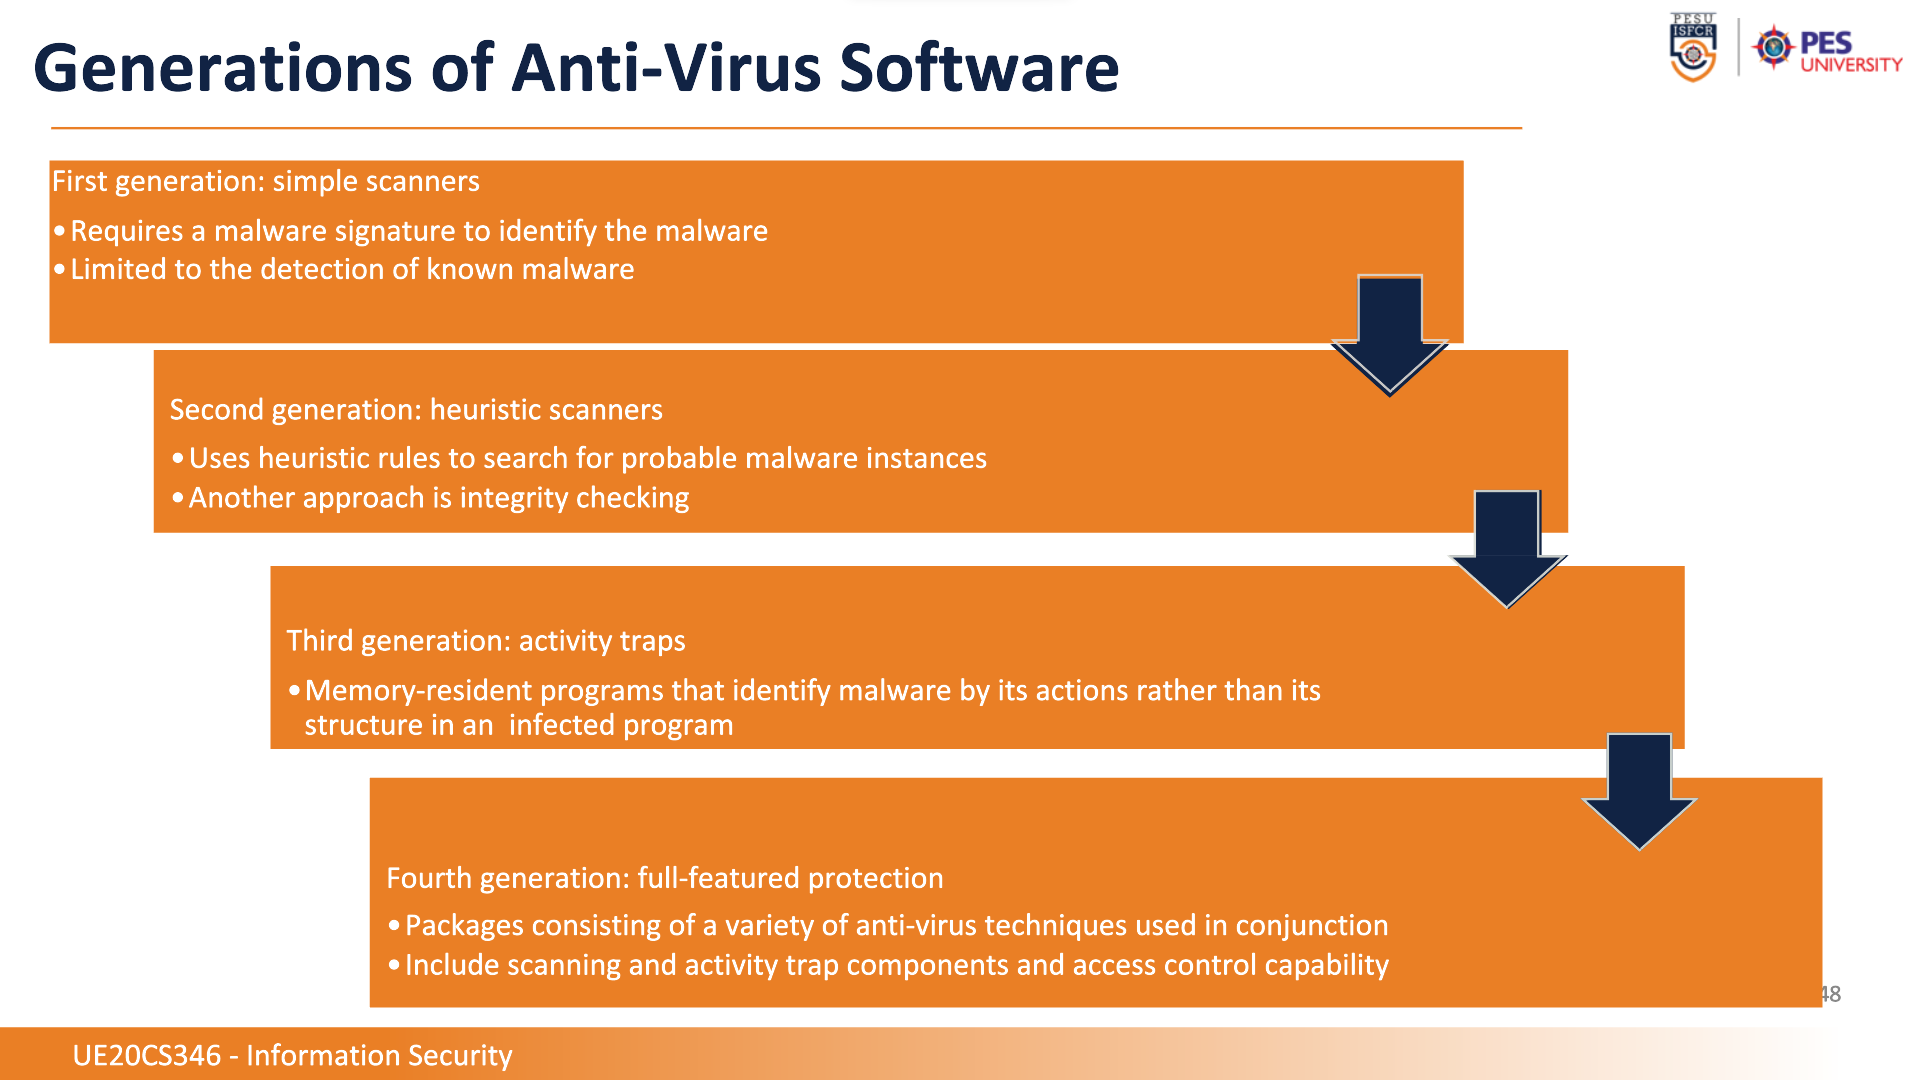 Generations of Anti-Virus Software
PESU
ISFCR
PES
UNIVERSITY
First generation: simple scanners
•Requires a malware signature to identify the malware
•Limited to the detection of known malware
Second generation: heuristic scanners
•Uses heuristic rules to search for probable malware instances
•Another approach is integrity checking
Third generation: activity traps
•Memory-resident programs that identify malware by its actions rather than its
structure in an infected program
Fourth generation: full-featured protection
•Packages consisting of a variety of anti-virus techniques used in conjunction
•Include scanning and activity trap components and access control capability
48
UE20CS346 - Information Security